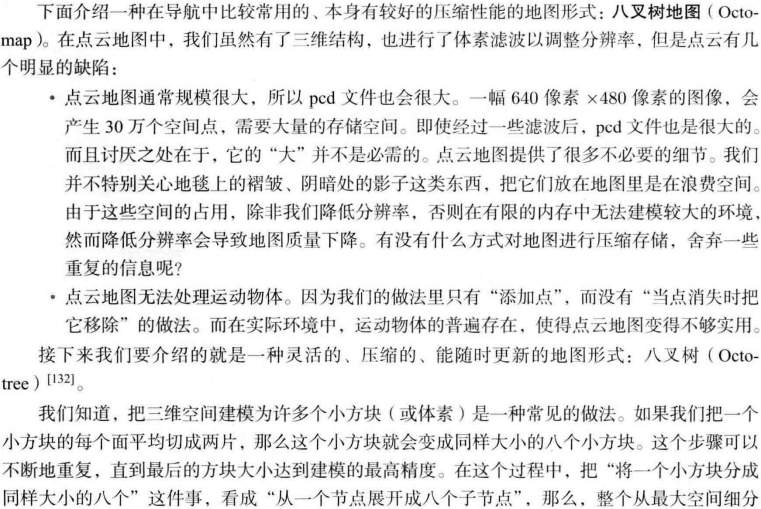 下面介绍一种在导航中比较常用的、本身有较好的压缩性能的地图形式：八叉树地图（Octo-
map）。在点云地图中，我们虽然有了三维结构，也进行了体素滤波以调整分辨率，但是点云有几
个明显的缺陷：
• 点云地图通常规模很大，所以 pcd 文件也会很大。一幅 640 像素 ×480 像素的图像，会
产生 30 万个空间点，需要大量的存储空间。即使经过一些滤波后，pcd 文件也是很大的。
而且讨厌之处在于，它的“大”并不是必需的。点云地图提供了很多不必要的细节。我们
并不特别关心地毯上的褶皱、阴暗处的影子这类东西，把它们放在地图里是在浪费空间。
由于这些空间的占用，除非我们降低分辨率，否则在有限的内存中无法建模较大的环境，
然而降低分辨率会导致地图质量下降。有没有什么方式对地图进行压缩存储，舍弃一些
重复的信息呢？
• 点云地图无法处理运动物体。因为我们的做法里只有“添加点”，而没有“当点消失时把
它移除”的做法。而在实际环境中，运动物体的普遍存在，使得点云地图变得不够实用。
接下来我们要介绍的就是一种灵活的、压缩的、能随时更新的地图形式：八叉树（Octo-
tree）[132]。
我们知道，把三维空间建模为许多个小方块（或体素）是一种常见的做法。如果我们把一个
小方块的每个面平均切成两片，那么这个小方块就会变成同样大小的八个小方块。这个步骤可以
不断地重复，直到最后的方块大小达到建模的最高精度。在这个过程中，把“将一个小方块分成
同样大小的八个”这件事，看成“从一个节点展开成八个子节点”，那么，整个从最大空间细分